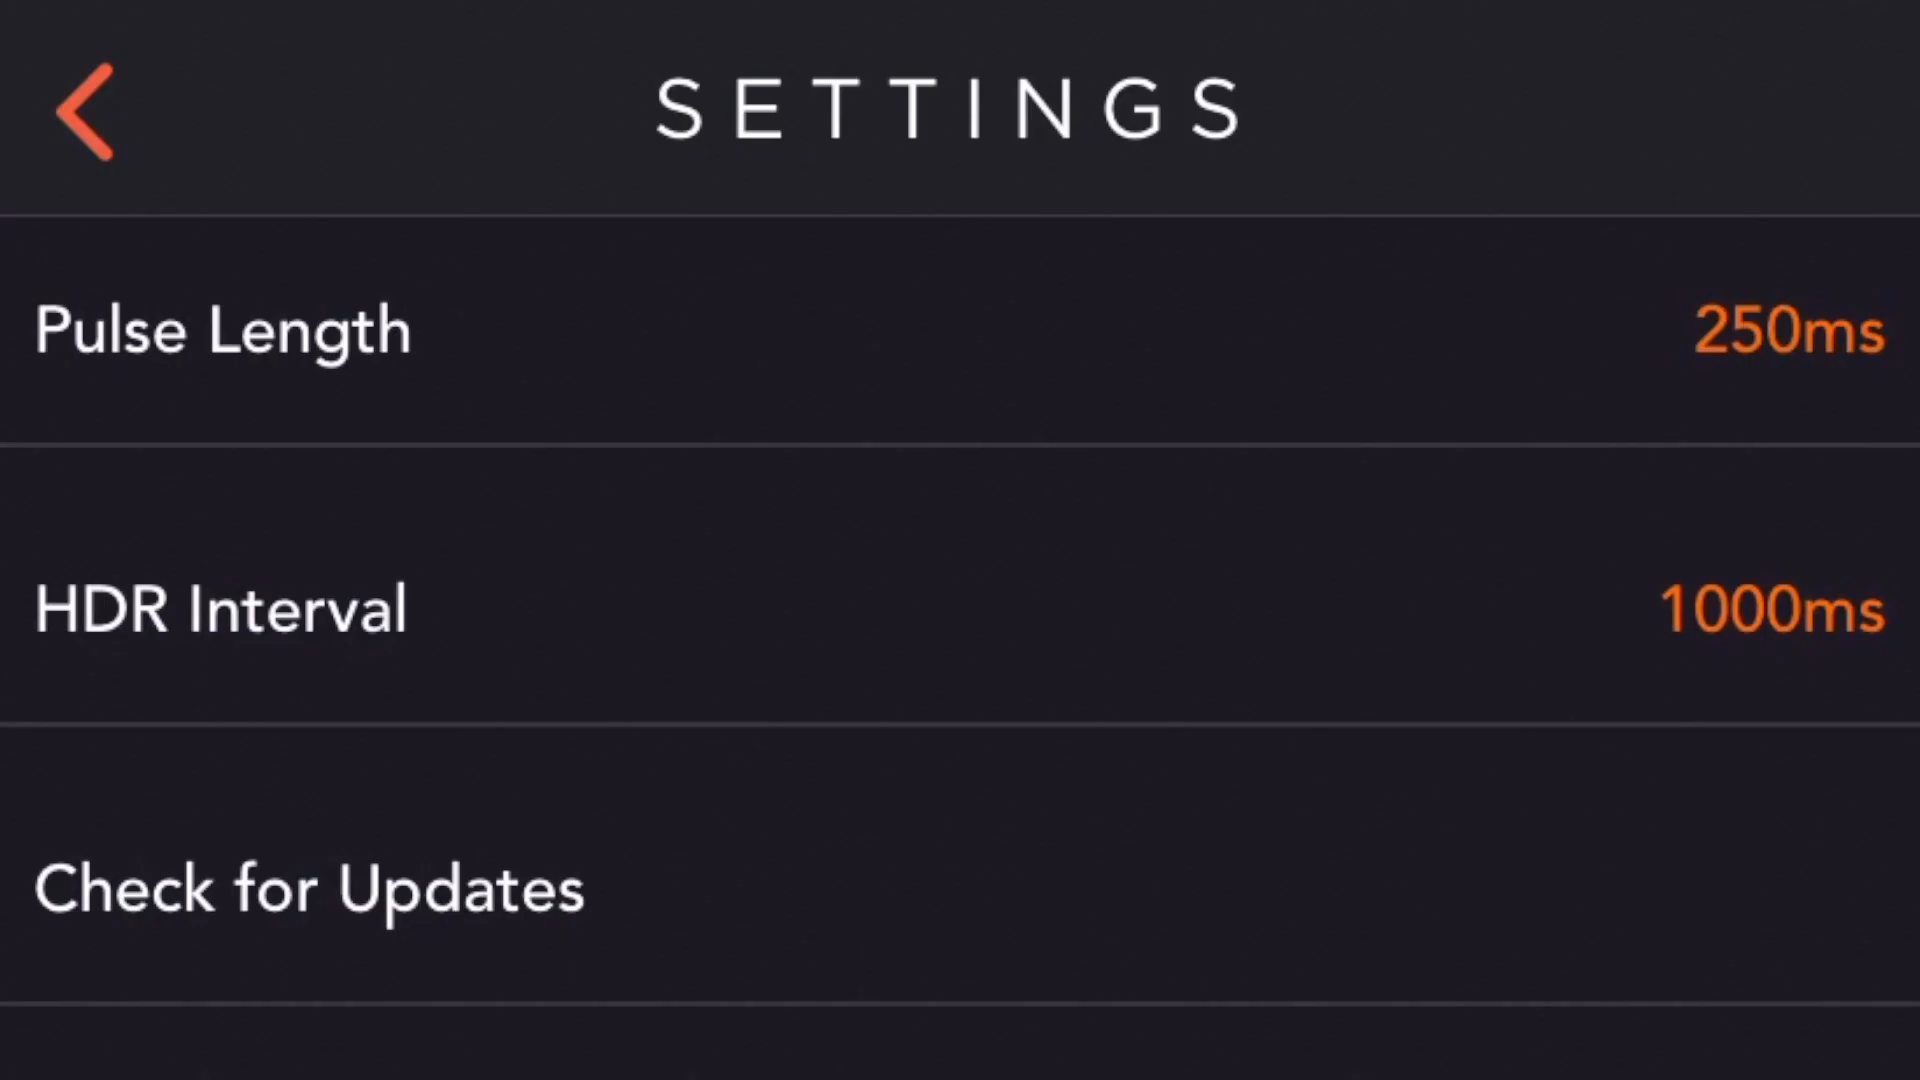 SETTINGS
Pulse Length 250ms
HDR Interval 1000ms
Check for Updates